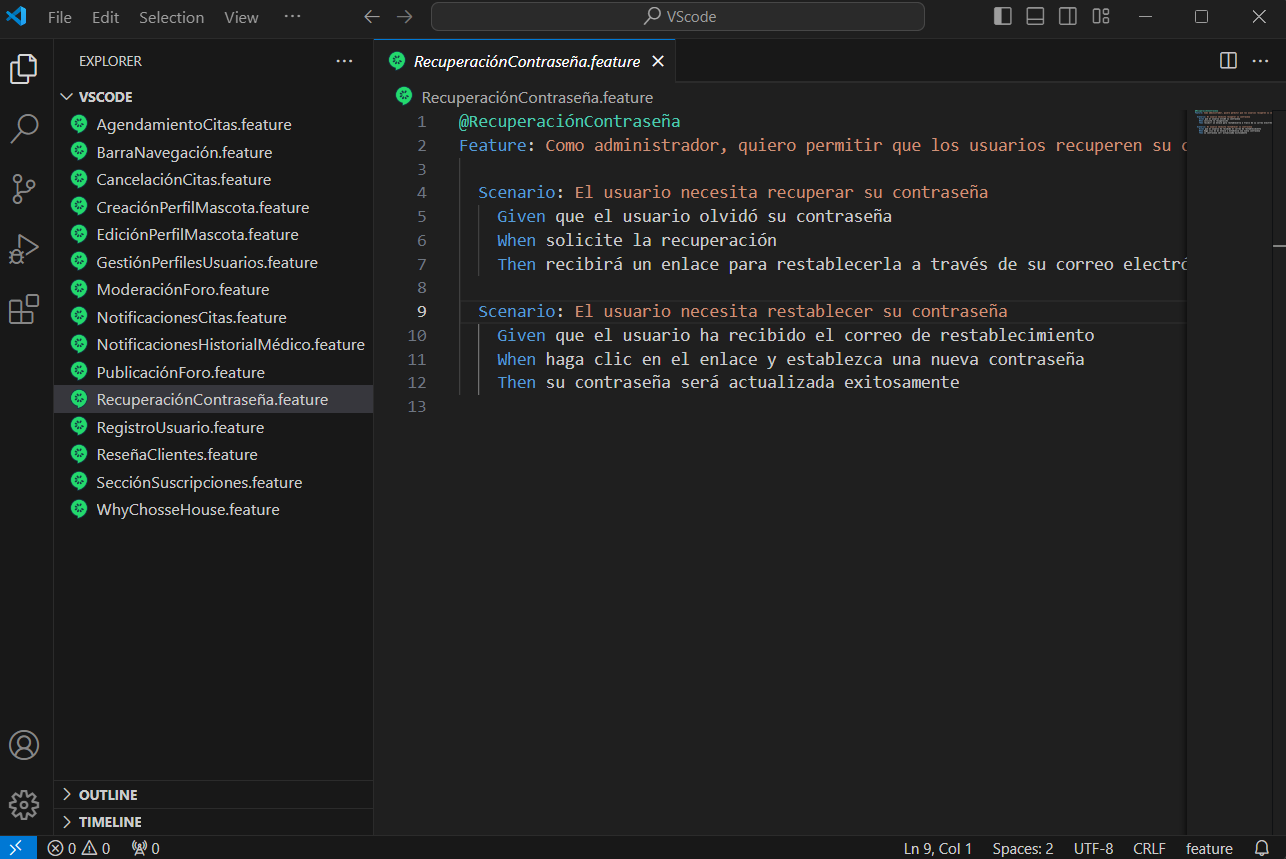 File Edit Selection View ··· VScode
EXPLORER ···
RecuperaciónContraseña.feature
VSCODE
AgendamientoCitas.feature
BarraNavegación.feature
CancelaciónCitas.feature
CreaciónPerfilMascota.feature
EdiciónPerfilMascota.feature
GestiónPerfilesUsuarios.feature
ModeraciónForo.feature
NotificacionesCitas.feature
NotificacionesHistorialMédico.feature
PublicaciónForo.feature
RecuperaciónContraseña.feature
RegistroUsuario.feature
ReseñaClientes.feature
SecciónSuscripciones.feature
WhyChosseHouse.feature
OUTLINE
TIMELINE
RecuperaciónContraseña.feature
1 @RecuperaciónContraseña
2 Feature: Como administrador, quiero permitir que los usuarios recuperen su
3
4 Scenario: El usuario necesita recuperar su contraseña
5 Given que el usuario olvidó su contraseña
6 When solicite la recuperación
7 Then recibirá un enlace para restablecerla a través de su correo electró
8
9 Scenario: El usuario necesita restablecer su contraseña
10 Given que el usuario ha recibido el correo de restablecimiento
11 When haga clic en el enlace y establezca una nueva contraseña
12 Then su contraseña será actualizada exitosamente
13
0 0 0 Ln 9, Col 1 Spaces: 2 UTF-8 CRLF feature